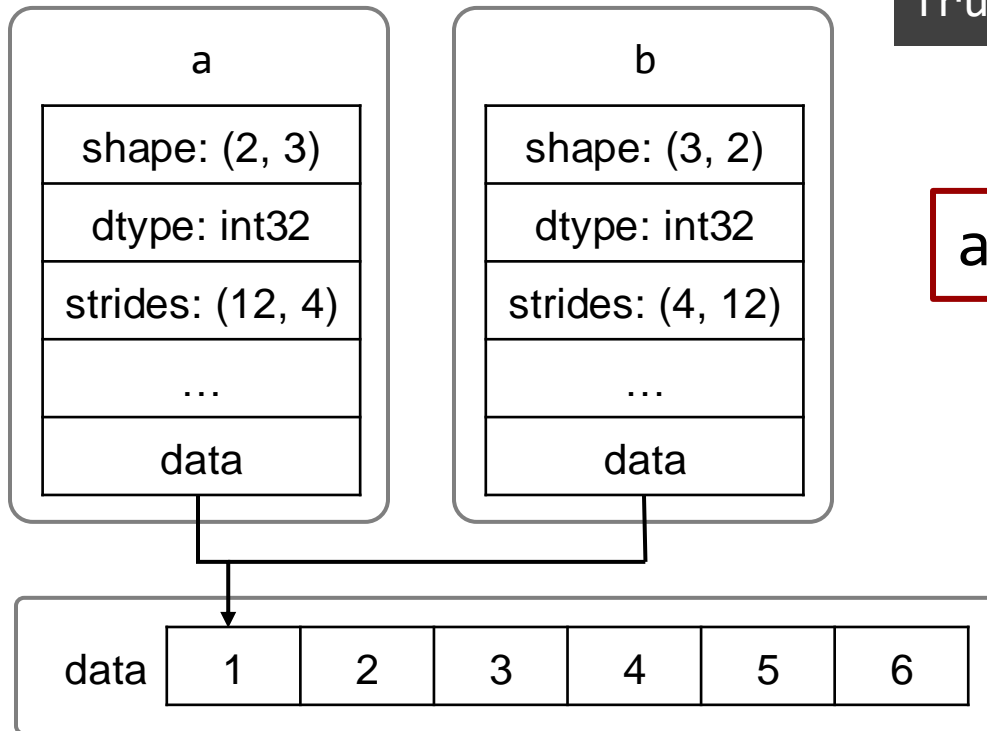 a
shape: (2, 3)
dtype: int32
strides: (12, 4)
...
data
b
shape: (3, 2)
dtype: int32
strides: (4, 12)
...
data
a
data 1 2 3 4 5 6